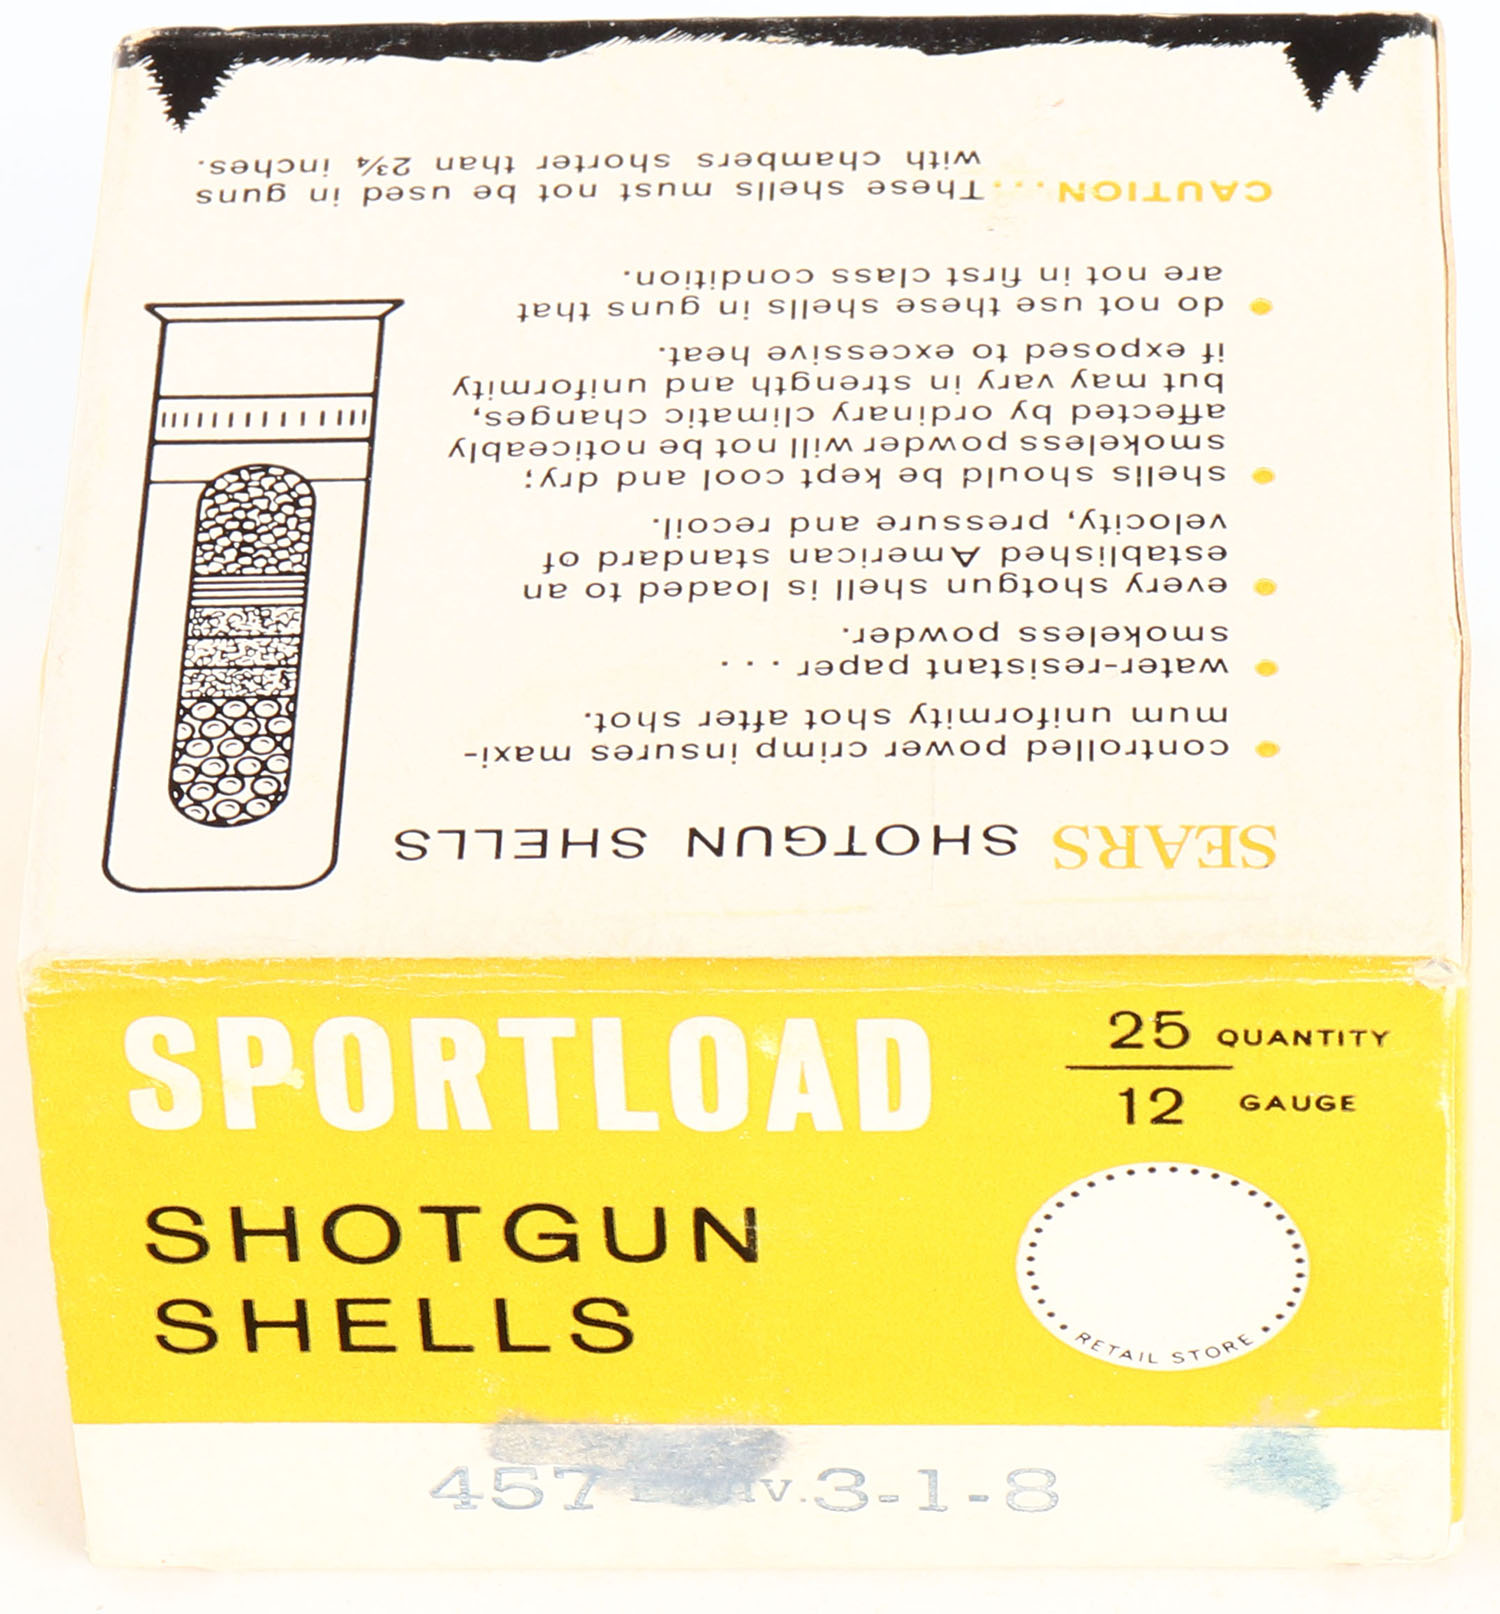 SEARS SHOTGUN SHELLS
controlled power crimp insures maxi-
mum uniformity shot after shot.
water-resistant paper . . .
smokeless powder.
every shotgun shell is loaded to an
established American standard of
velocity, pressure and recoil.
shells should be kept cool and dry;
smokeless powder will not be noticeably
affected by ordinary climatic changes,
but may vary in strength and uniformity
if exposed to excessive heat.
do not use these shells in guns that
are not in first class condition.
CAUTION... These shells must not be used in guns
with chambers shorter than 2¾ inches.
SPORTLOAD
25 QUANTITY
12 GAUGE
SHOTGUN
SHELLS
RETAIL STORE
457 3-1-8